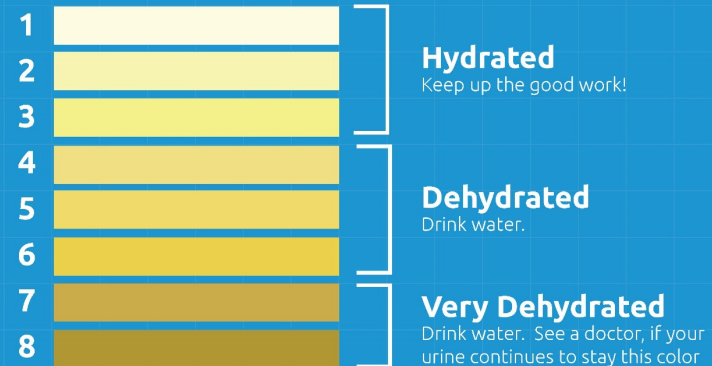 1
2
3
Hydrated
Keep up the good work!
4
5
6
Dehydrated
Drink water.
7
8
Very Dehydrated
Drink water. See a doctor, if your
urine continues to stay this color